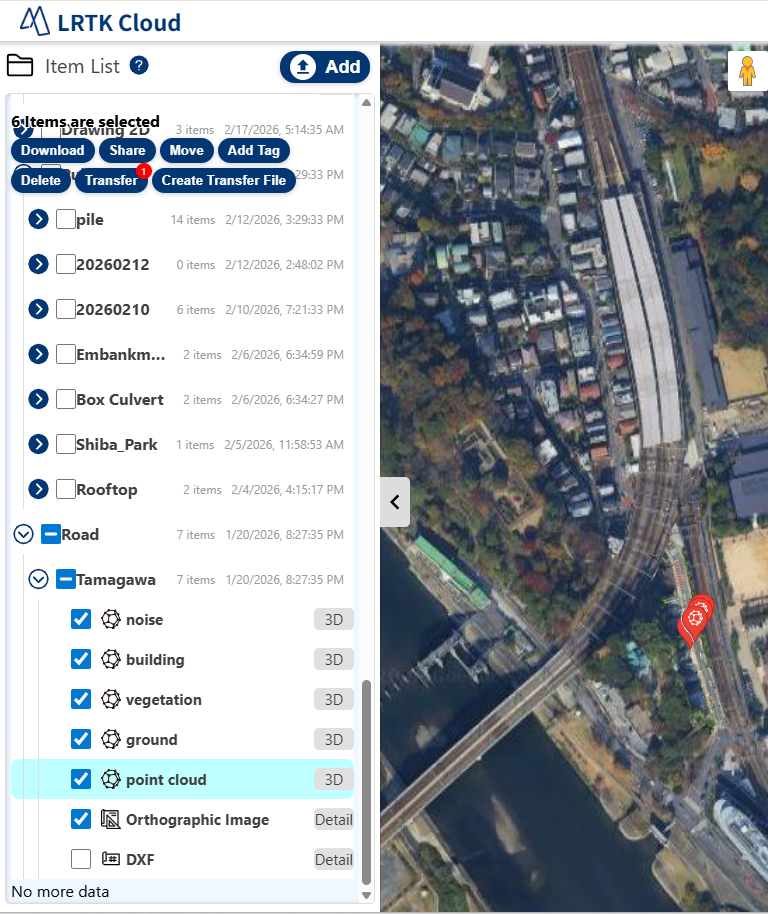 LRTK Cloud
Item List ? Add
6 Items are selected
Drawing 2D 3 items 2/17/2026, 5:14:35 AM
Download Share Move Add Tag
29:33 PM
Delete Transfer 1 Create Transfer File
pile 14 items 2/12/2026, 3:29:33 PM
20260212 0 items 2/12/2026, 2:48:02 PM
20260210 6 items 2/10/2026, 7:21:33 PM
Embankm... 2 items 2/6/2026, 6:34:59 PM
Box Culvert 2 items 2/6/2026, 6:34:27 PM
Shiba_Park 1 items 2/5/2026, 11:58:53 AM
Rooftop 2 items 2/4/2026, 4:15:17 PM
Road 7 items 1/20/2026, 8:27:35 PM
Tamagawa 7 items 1/20/2026, 8:27:35 PM
noise 3D
building 3D
vegetation 3D
ground 3D
point cloud 3D
Orthographic Image Detail
DXF Detail
No more data